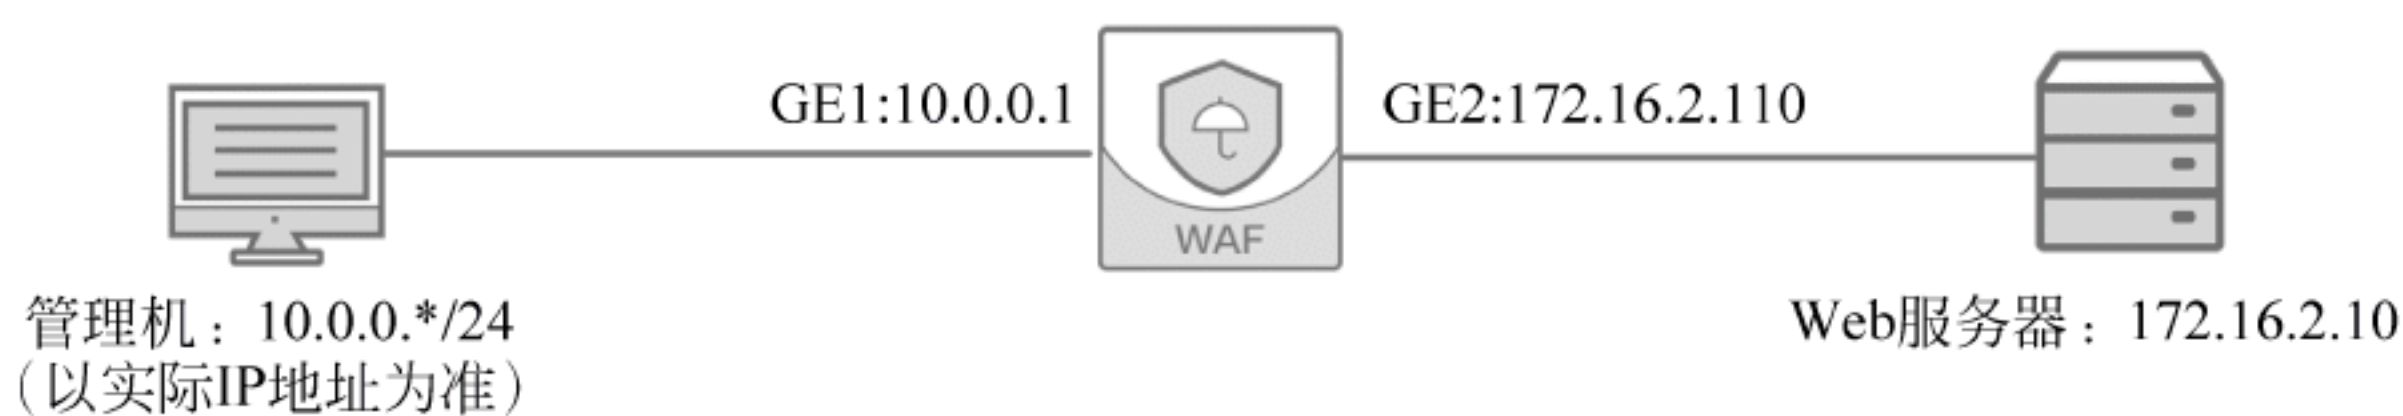 GE1:10.0.0.1
GE2:172.16.2.110
WAF
管理机：10.0.0.*/24
（以实际IP地址为准）
Web服务器：172.16.2.10